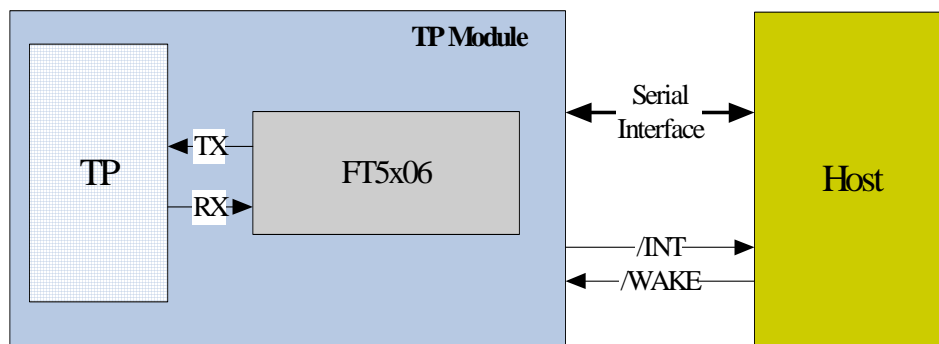 TP Module
Serial
Interface
TX
TP
FT5x06
Host
RX
/INT
/WAKE